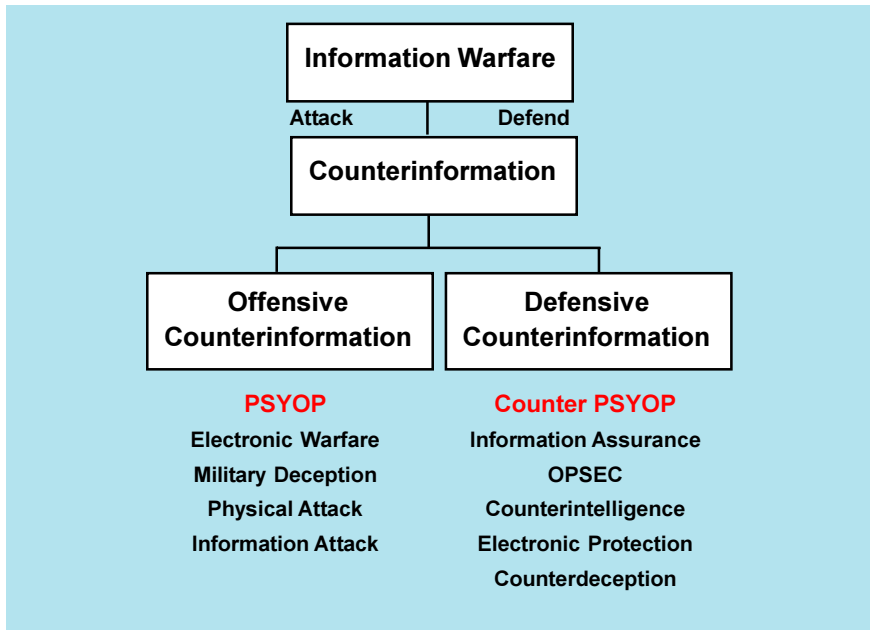 Information Warfare
Attack
Defend
Counterinformation
Offensive
Counterinformation
Defensive
Counterinformation
PSYOP
Electronic Warfare
Military Deception
Physical Attack
Information Attack
Counter PSYOP
Information Assurance
OPSEC
Counterintelligence
Electronic Protection
Counterdeception